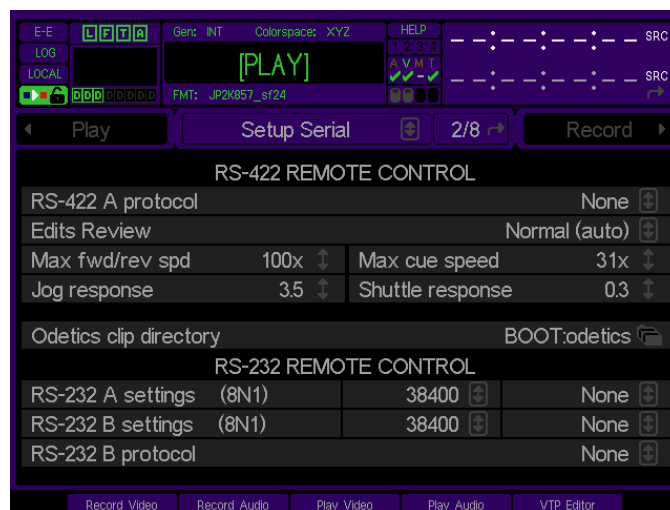 E-E LFTA Gen: INT Colorspace: XYZ HELP --:--:--:-- SRC
LOG 1 2 3 4
LOCAL [PLAY] A V M T --:--:--:-- SRC
DDDDDDDD FMT: JP2K857_sf24
Play Setup Serial 2/8 Record
RS-422 REMOTE CONTROL
RS-422 A protocol None
Edits Review Normal (auto)
Max fwd/rev spd 100x Max cue speed 31x
Jog response 3.5 Shuttle response 0.3
Odetics clip directory BOOT:odetics
RS-232 REMOTE CONTROL
RS-232 A settings (8N1) 38400 None
RS-232 B settings (8N1) 38400 None
RS-232 B protocol None
Record Video Record Audio Play Video Play Audio VTP Editor